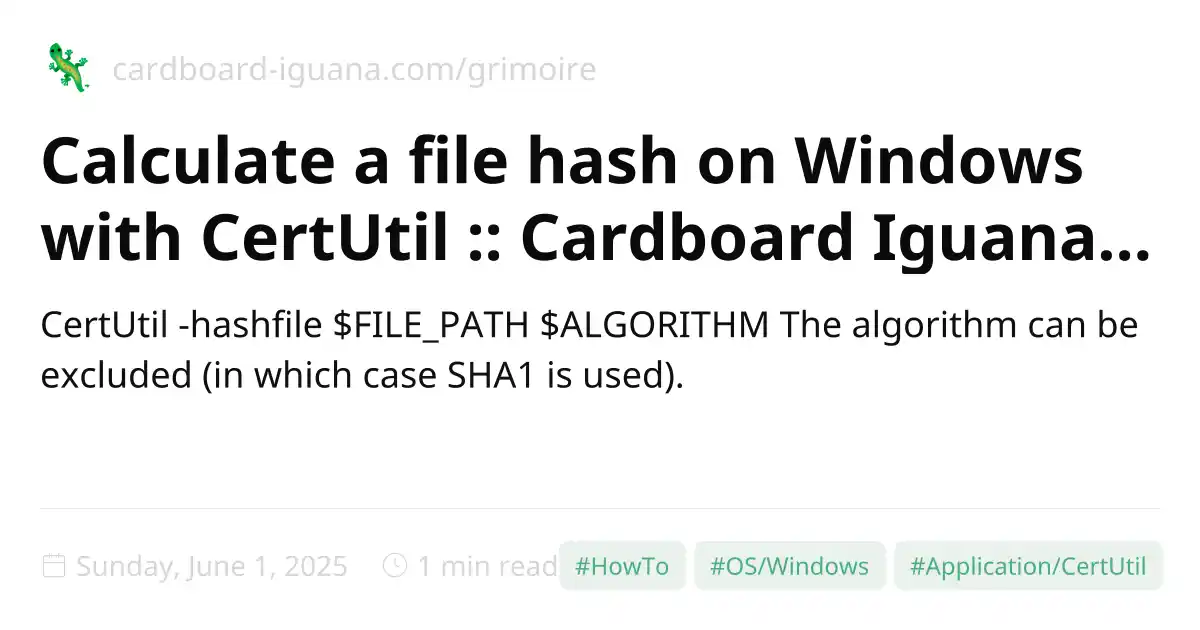 cardboard-iguana.com/grimoire
Calculate a file hash on Windows
with CertUtil :: Cardboard Iguana...
CertUtil -hashfile $FILE_PATH $ALGORITHM The algorithm can be
excluded (in which case SHA1 is used).
Sunday, June 1, 2025 1 min read #HowTo #OS/Windows #Application/CertUtil